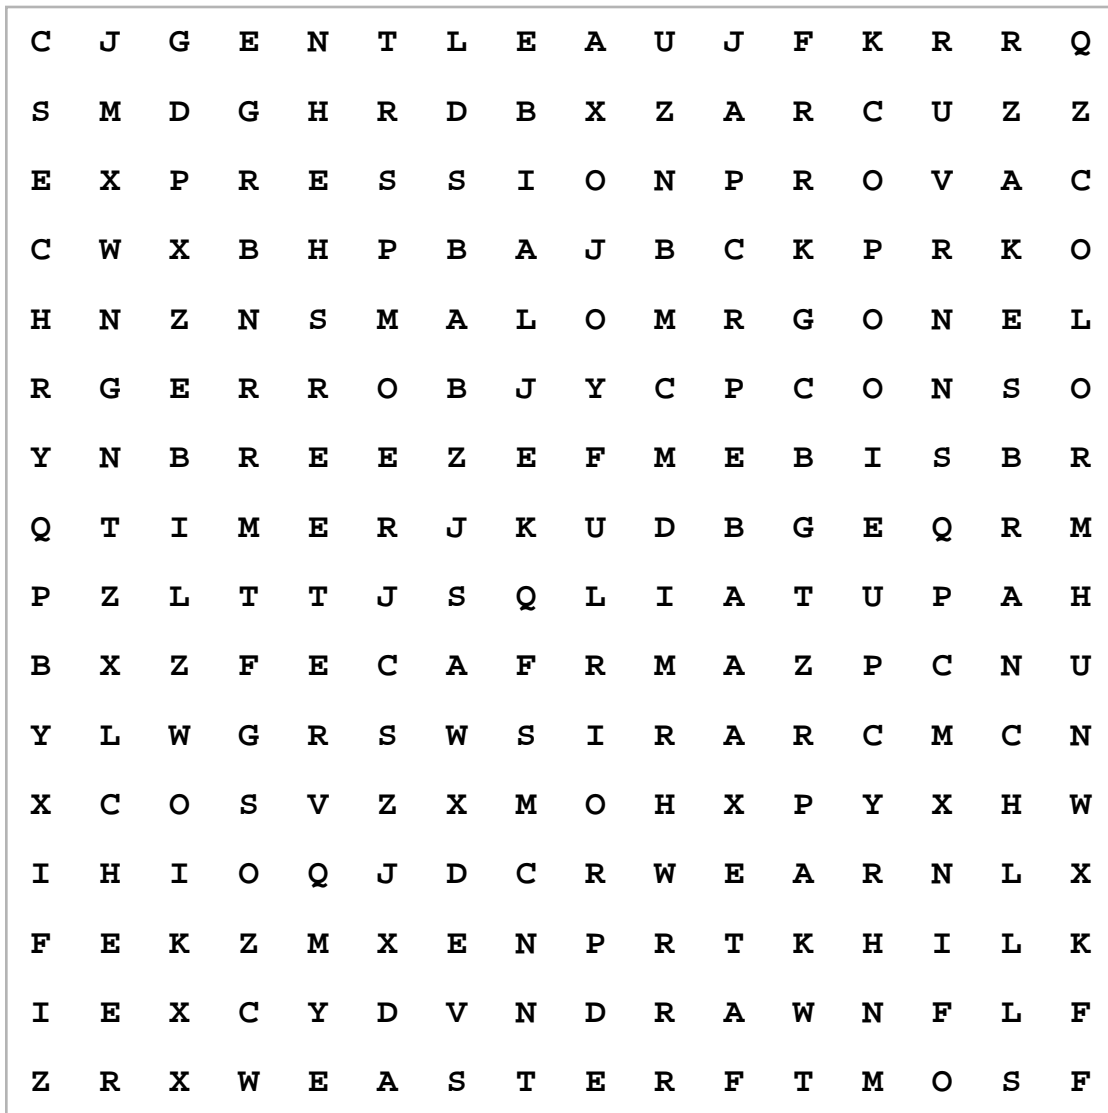 C J G E N T L E A U J F K R R Q
S M D G H R D B X Z A R C U Z Z
E X P R E S S I O N P R O V A C
C W X B H P B A J B C K P R K O
H N Z N S M A L O M R G O N E L
R G E R R O B J Y C P C O N S O
Y N B R E E Z E F M E B I S B R
Q T I M E R J K U D B G E Q R M
P Z L T T J S Q L I A T U P A H
B X Z F E C A F R M A Z P C N U
Y L W G R S W S I R A R C M C N
X C O S V Z X M O H X P Y X H W
I H I O Q J D C R W E A R N L X
F E K Z M X E N P R T K H I L K
I E X C Y D V N D R A W N F L F
Z R X W E A S T E R F T M O S F